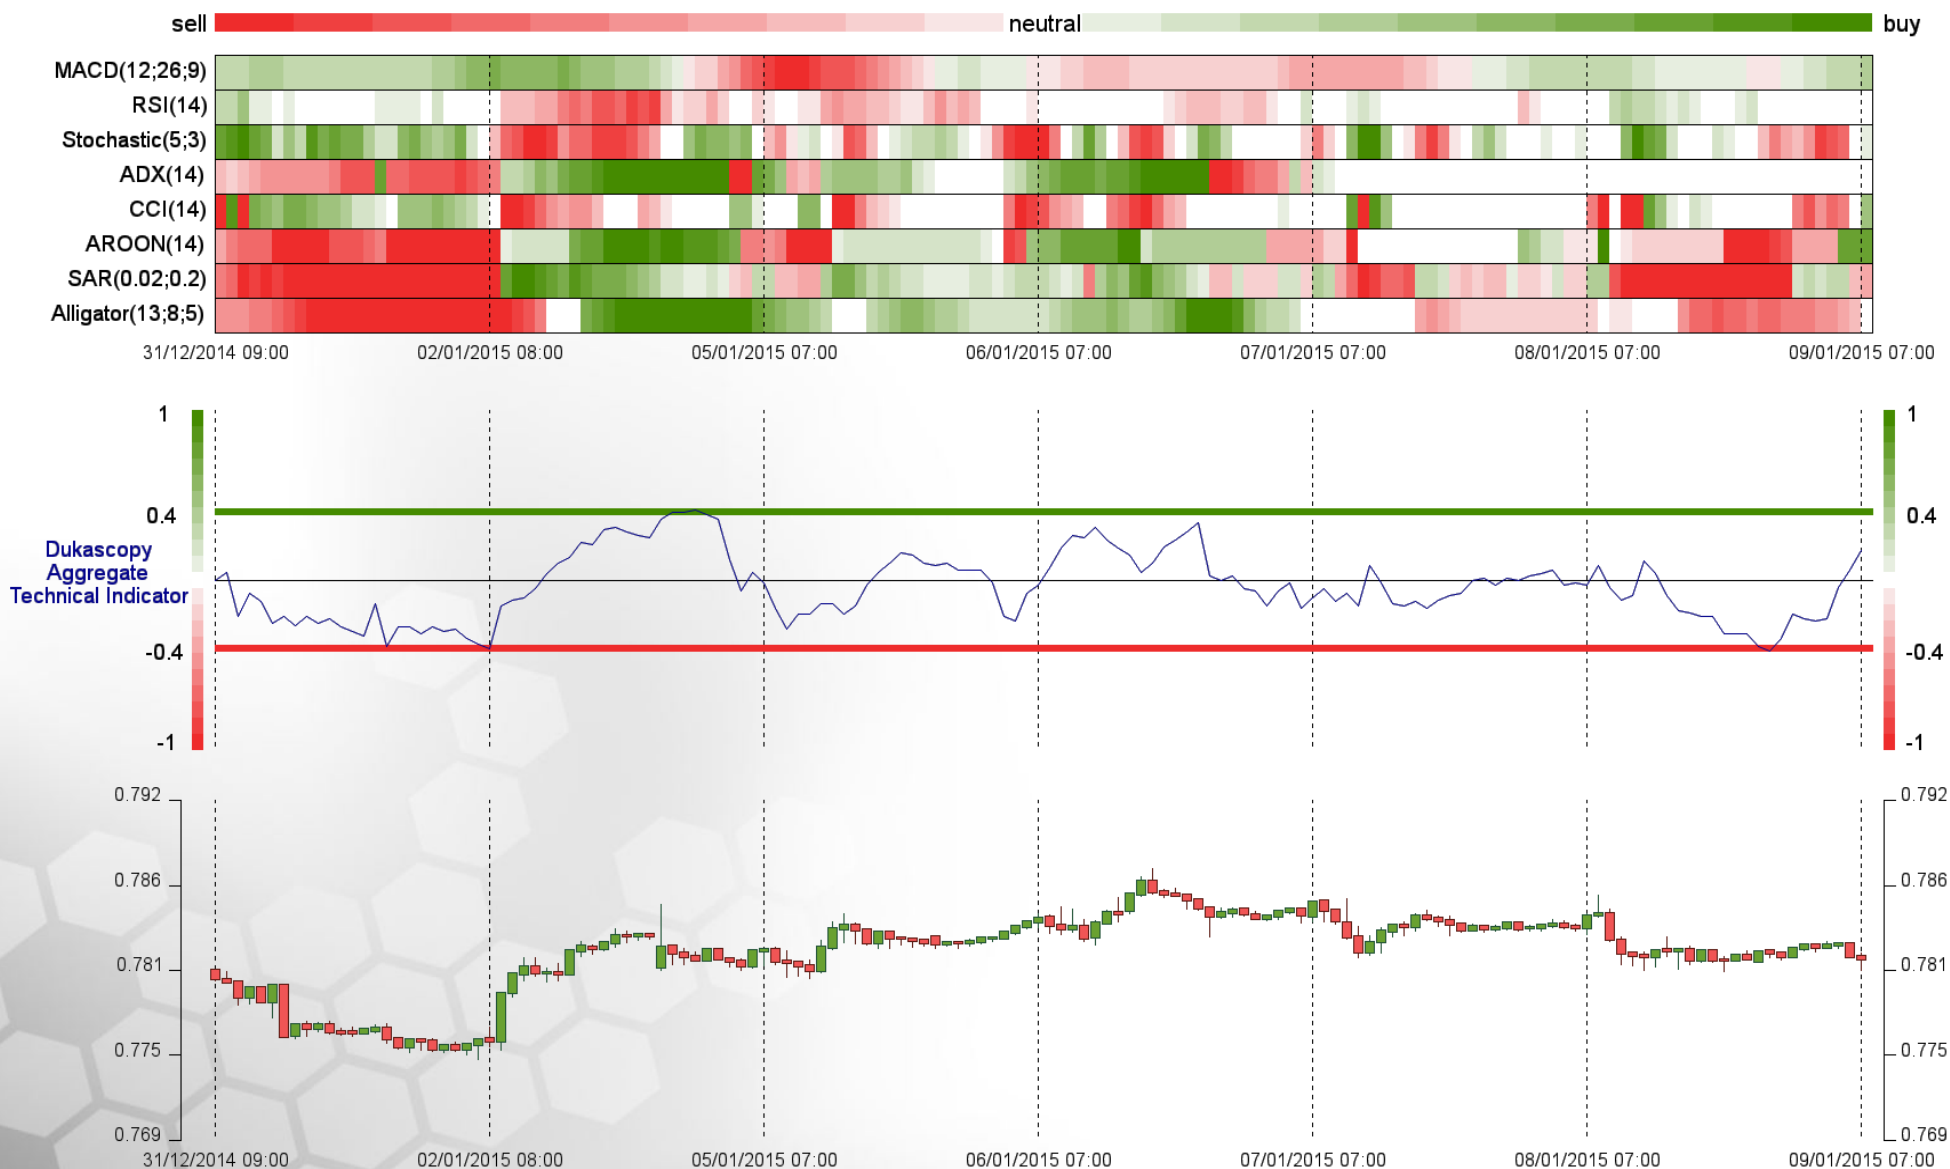 sell neutral buy
MACD(12;26;9)
RSI(14)
Stochastic(5;3)
ADX(14)
CCI(14)
AROON(14)
SAR(0.02;0.2)
Alligator(13;8;5)
31/12/2014 09:00 02/01/2015 08:00 05/01/2015 07:00 06/01/2015 07:00 07/01/2015 07:00 08/01/2015 07:00 09/01/2015 07:00
1 1
0.4 0.4
Dukascopy
Aggregate
Technical Indicator
-0.4 -0.4
-1 -1
0.792 0.792
0.786 0.786
0.781 0.781
0.775 0.775
0.769 0.769
31/12/2014 09:00 02/01/2015 08:00 05/01/2015 07:00 06/01/2015 07:00 07/01/2015 07:00 08/01/2015 07:00 09/01/2015 07:00